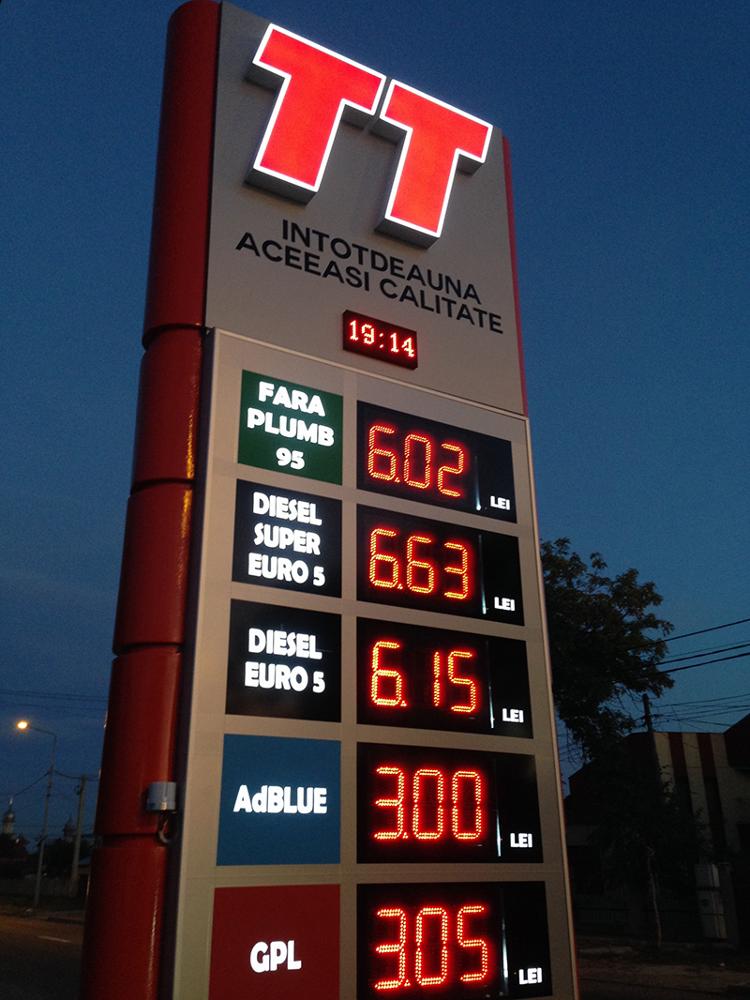 TT
INTOTDEAUNA
ACEEASI CALITATE
19:14
FARA
PLUMB
95
6.02 LEI
DIESEL
SUPER
EURO 5
6.63 LEI
DIESEL
EURO 5
6.15 LEI
AdBLUE
3.00 LEI
GPL
3.05 LEI